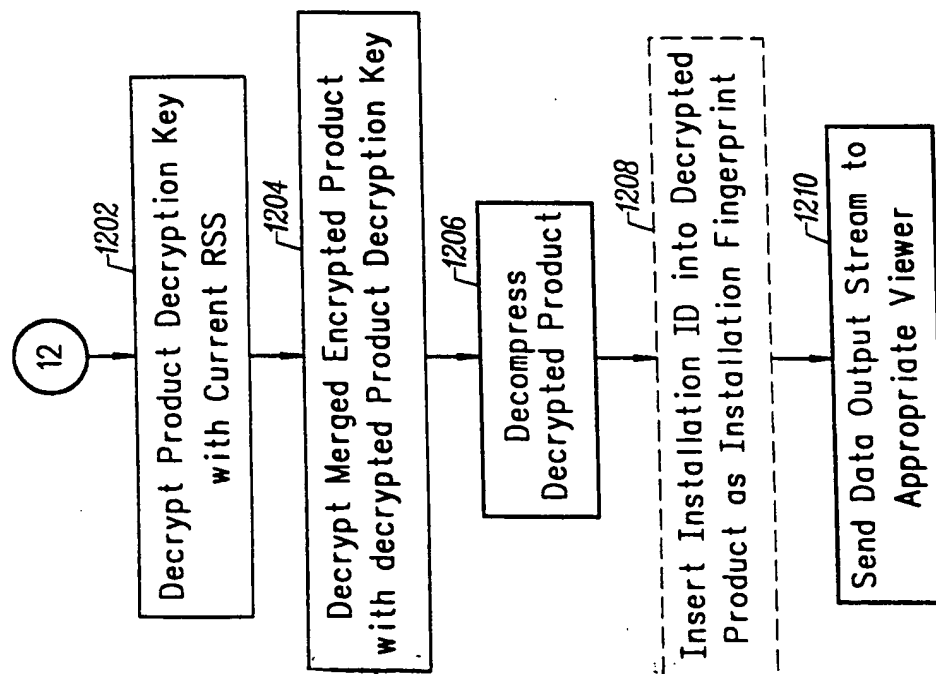 12
1202
Decrypt Product Decryption Key
with Current RSS
1204
Decrypt Merged Encrypted Product
with decrypted Product Decryption Key
1206
Decompress
Decrypted Product
1208
Insert Installation ID into Decrypted
Product as Installation Fingerprint
1210
Send Data Output Stream to
Appropriate Viewer